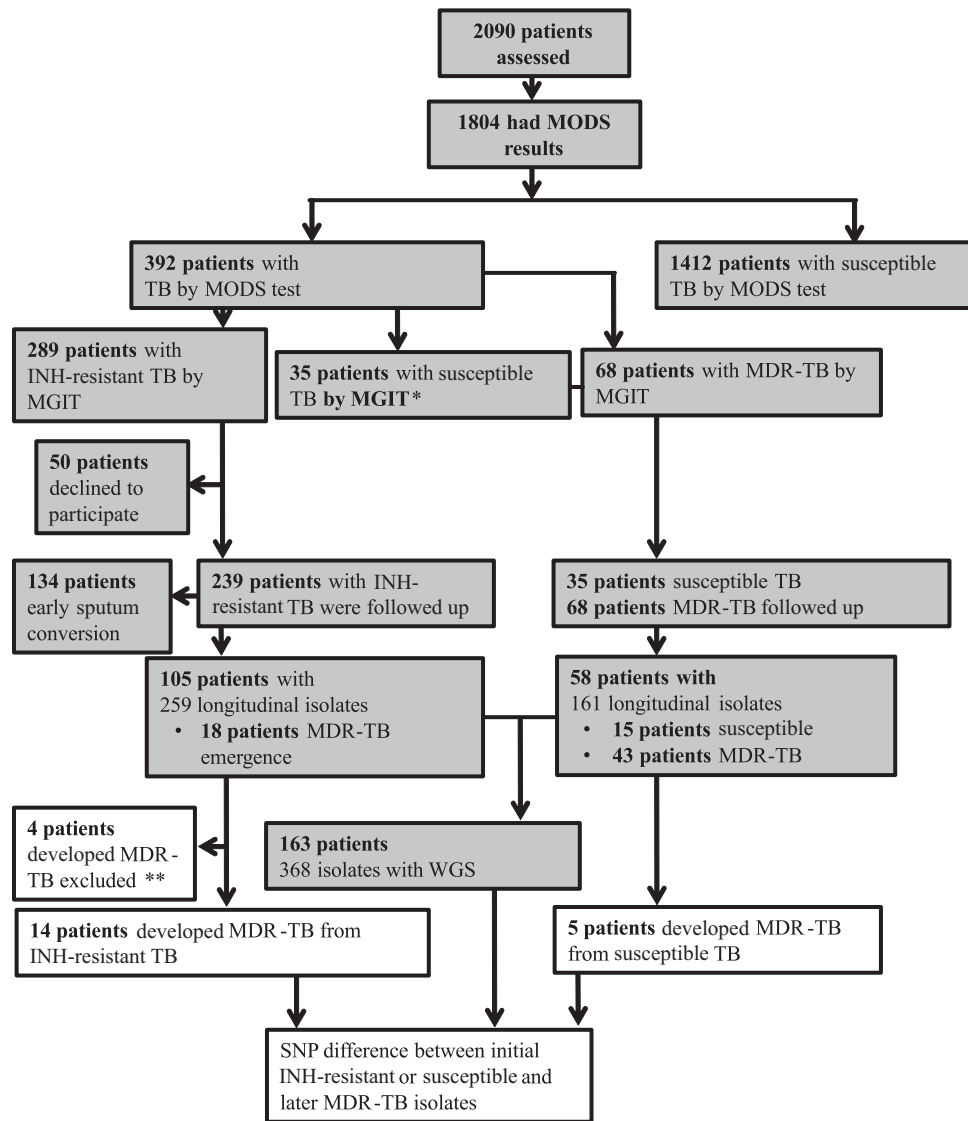 2090 patients
assessed
1804 had MODS
results
392 patients with
TB by MODS test
1412 patients with susceptible
TB by MODS test
289 patients with
INH-resistant TB by
MGIT
35 patients with susceptible
TB by MGIT*
68 patients with MDR-TB by
MGIT
50 patients
declined to
participate
134 patients
early sputum
conversion
239 patients with INH-
resistant TB were followed up
35 patients susceptible TB
68 patients MDR-TB followed up
105 patients with
259 longitudinal isolates
• 18 patients MDR-TB
emergence
58 patients with
161 longitudinal isolates
• 15 patients susceptible
• 43 patients MDR-TB
4 patients
developed MDR-
TB excluded **
163 patients
368 isolates with WGS
14 patients developed MDR-TB from
INH-resistant TB
5 patients developed MDR-TB
from susceptible TB
SNP difference between initial
INH-resistant or susceptible and
later MDR-TB isolates